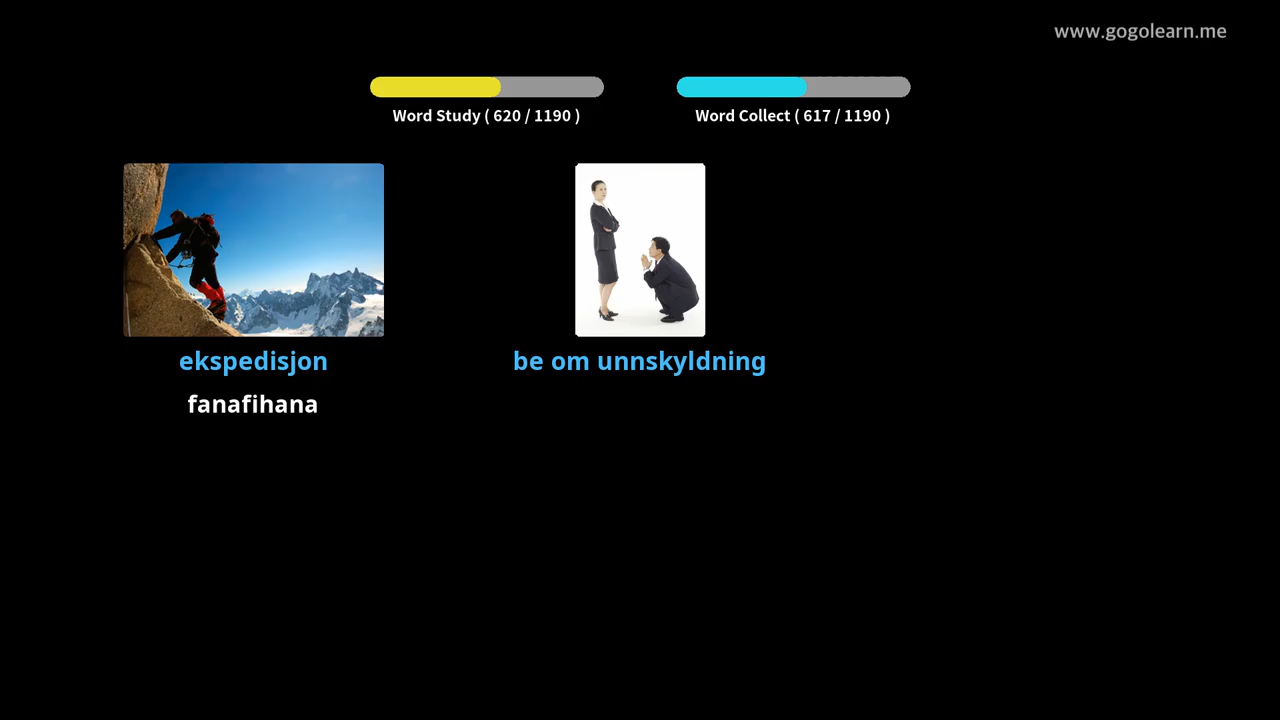 www.gogolearn.me
Word Study ( 620 / 1190 )
Word Collect ( 617 / 1190 )
ekspedisjon
be om unnskyldning
fanafihana